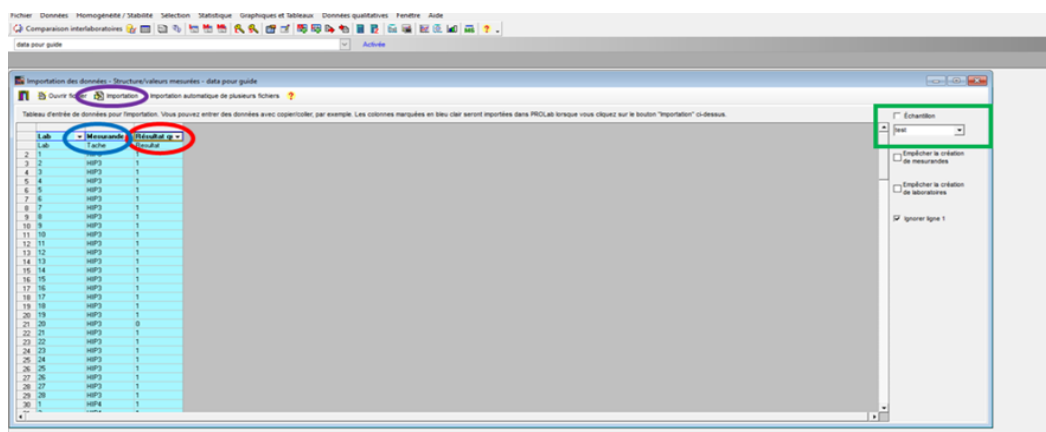 Fichier Données Homogénéité / Stabilité Sélection Statistique Graphiques et Tableaux Données qualitatives Fenêtre Aide
Comparaison interlaboratoires
data pour guide Activée
Importation des données - Structure/valeurs mesurées - data pour guide
Ouvrir fichier Importation Importation automatique de plusieurs fichiers
Tableau d'entrée de données pour l'importation. Vous pouvez entrer des données avec copier/coller, par exemple. Les colonnes marquées en bleu clair seront importées dans PROLab lorsque vous cliquez sur le bouton "Importation" ci-dessus.
Échantillon
test
Empêcher la création
de mesurandes
Empêcher la création
de laboratoires
Ignorer ligne 1
Lab Mesurande Résultat q
Lab Tache Resultat
2 1 HIP3 1
3 2 HIP3 1
4 3 HIP3 1
5 4 HIP3 1
6 5 HIP3 1
7 6 HIP3 1
8 7 HIP3 1
9 8 HIP3 1
10 9 HIP3 1
11 10 HIP3 1
12 11 HIP3 1
13 12 HIP3 1
14 13 HIP3 1
15 14 HIP3 1
16 15 HIP3 1
17 16 HIP3 1
18 17 HIP3 1
19 18 HIP3 1
20 19 HIP3 1
21 20 HIP3 0
22 21 HIP3 1
23 22 HIP3 1
24 23 HIP3 1
25 24 HIP3 1
26 25 HIP3 1
27 26 HIP3 1
28 27 HIP3 1
29 28 HIP3 1
30 1 HIP4 1